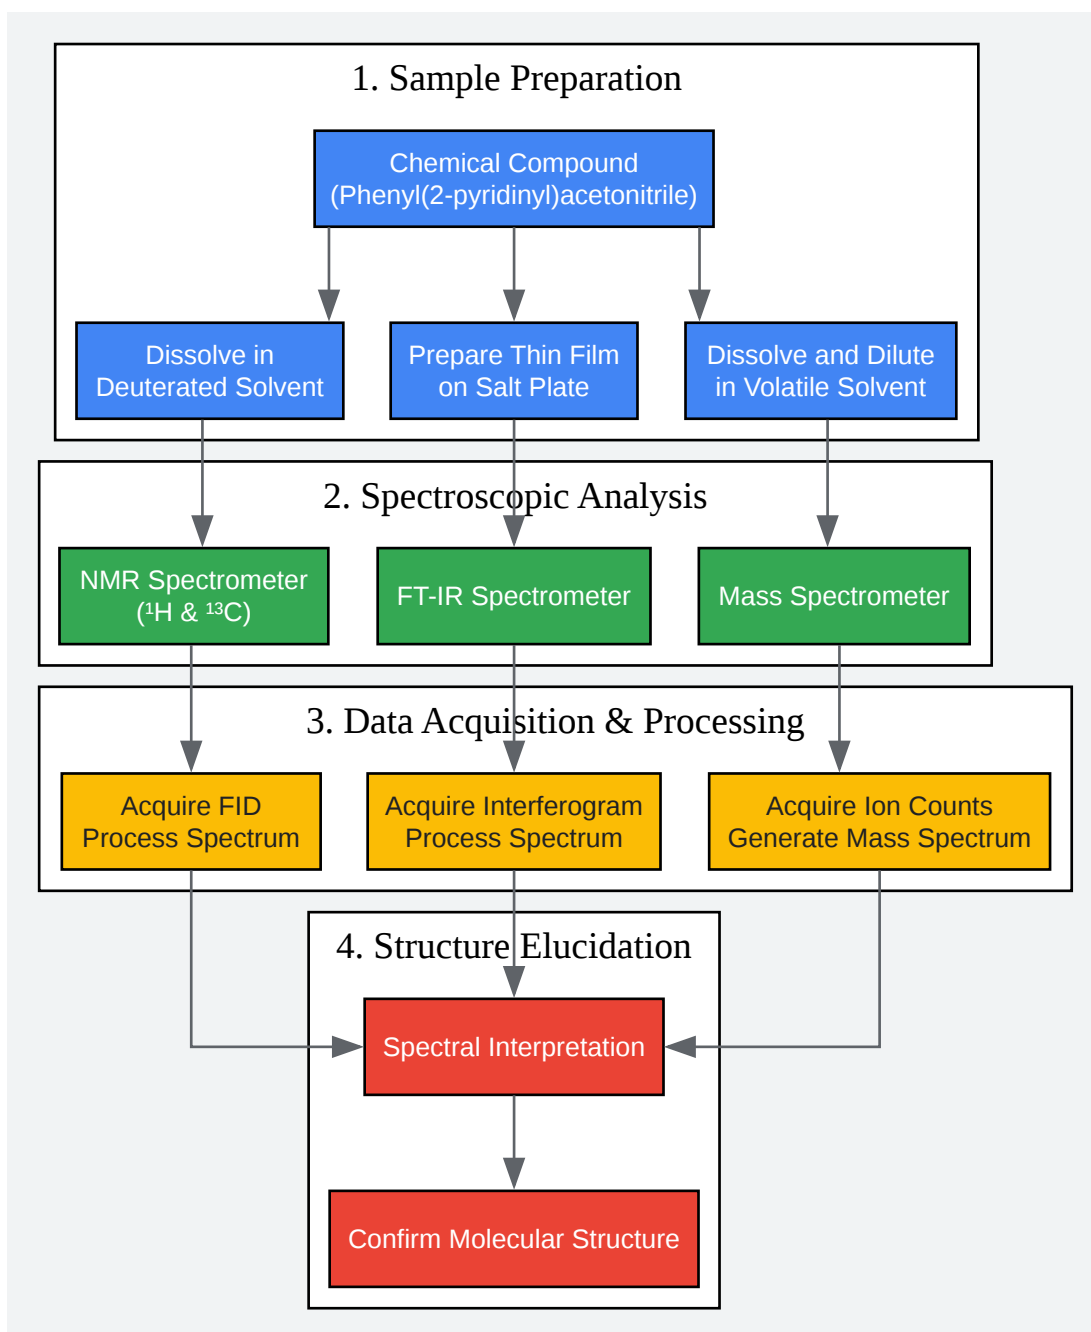 1. Sample Preparation
Chemical Compound
(Phenyl(2-pyridinyl)acetonitrile)
Dissolve in
Deuterated Solvent
Prepare Thin Film
on Salt Plate
Dissolve and Dilute
in Volatile Solvent
2. Spectroscopic Analysis
NMR Spectrometer
(¹H & ¹³C)
FT-IR Spectrometer
Mass Spectrometer
3. Data Acquisition & Processing
Acquire FID
Process Spectrum
Acquire Interferogram
Process Spectrum
Acquire Ion Counts
Generate Mass Spectrum
4. Structure Elucidation
Spectral Interpretation
Confirm Molecular Structure